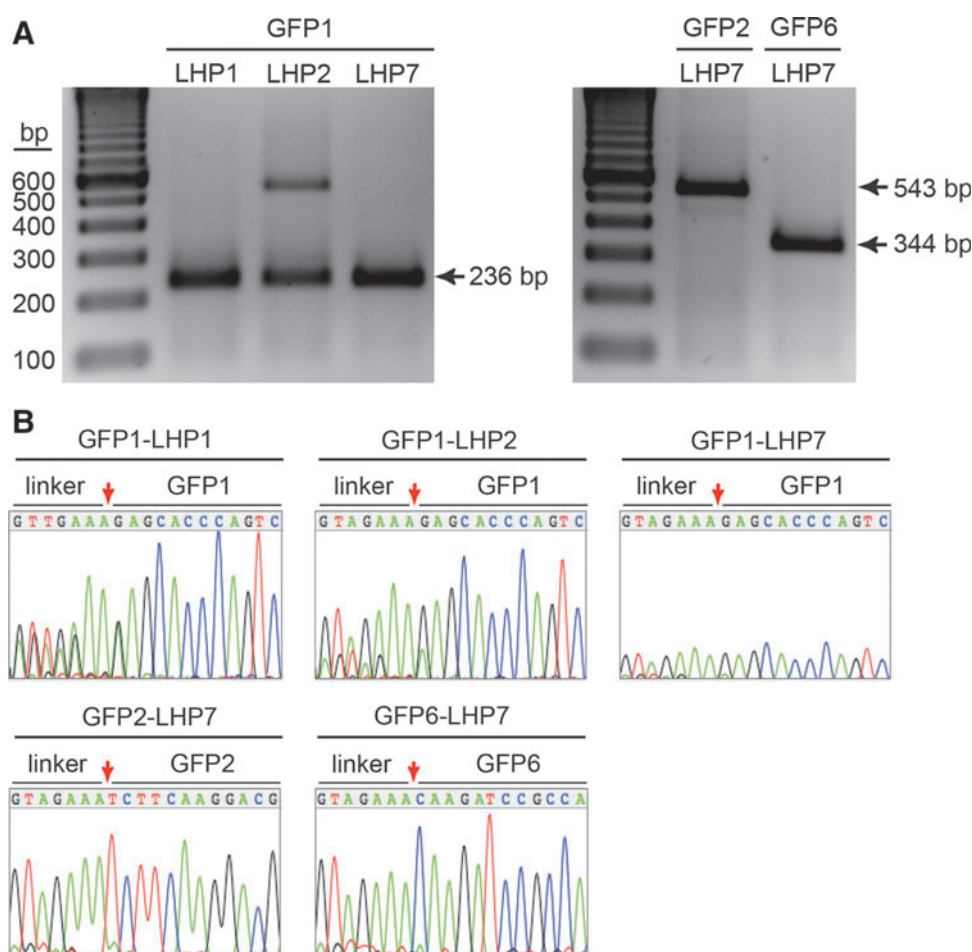 A
GFP1
GFP2 GFP6
LHP1 LHP2 LHP7
LHP7 LHP7
bp
600
500
400
300
200
100
236 bp
543 bp
344 bp
B
GFP1-LHP1 GFP1-LHP2 GFP1-LHP7
linker GFP1 linker GFP1 linker GFP1
GTTGAAAGAGCACCCAGTC GTAGAAAGAGCACCCAGTC GTAGAAAGAGCACCCAGTC
GFP2-LHP7 GFP6-LHP7
linker GFP2 linker GFP6
GTAGAAATCTTCAAGGACG GTAGAAACAAGATCCGCCA